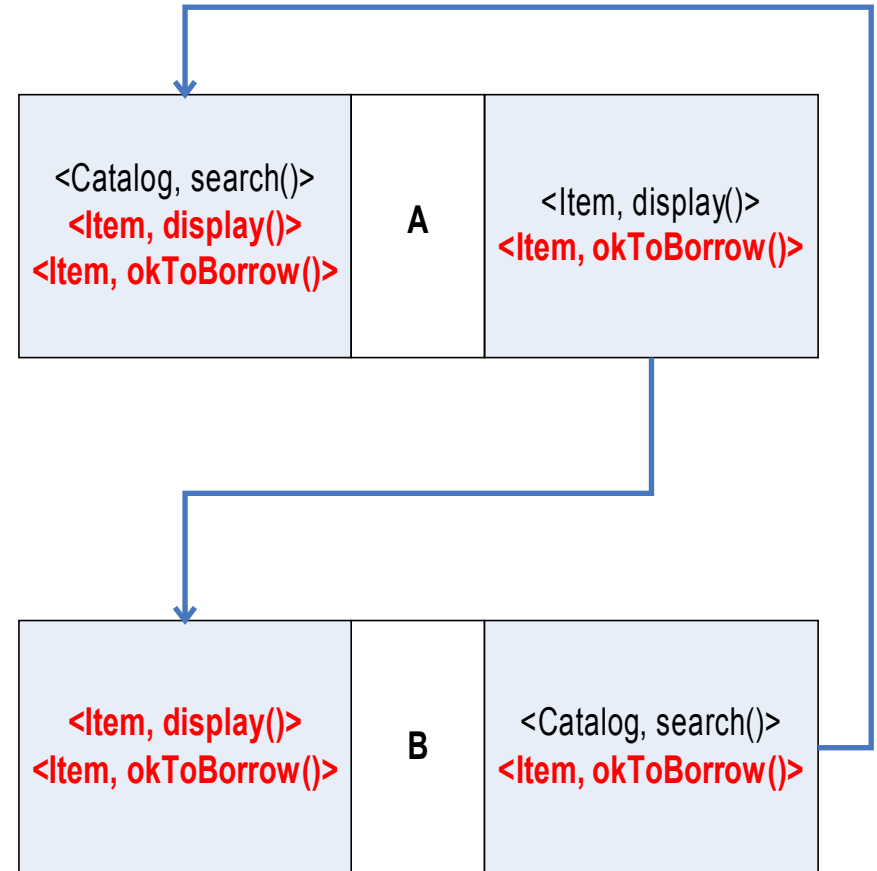 <Catalog, search()>
<Item, display()>
<Item, okToBorrow()>
A
<Item, display()>
<Item, okToBorrow()>
<Item, display()>
<Item, okToBorrow()>
B
<Catalog, search()>
<Item, okToBorrow()>